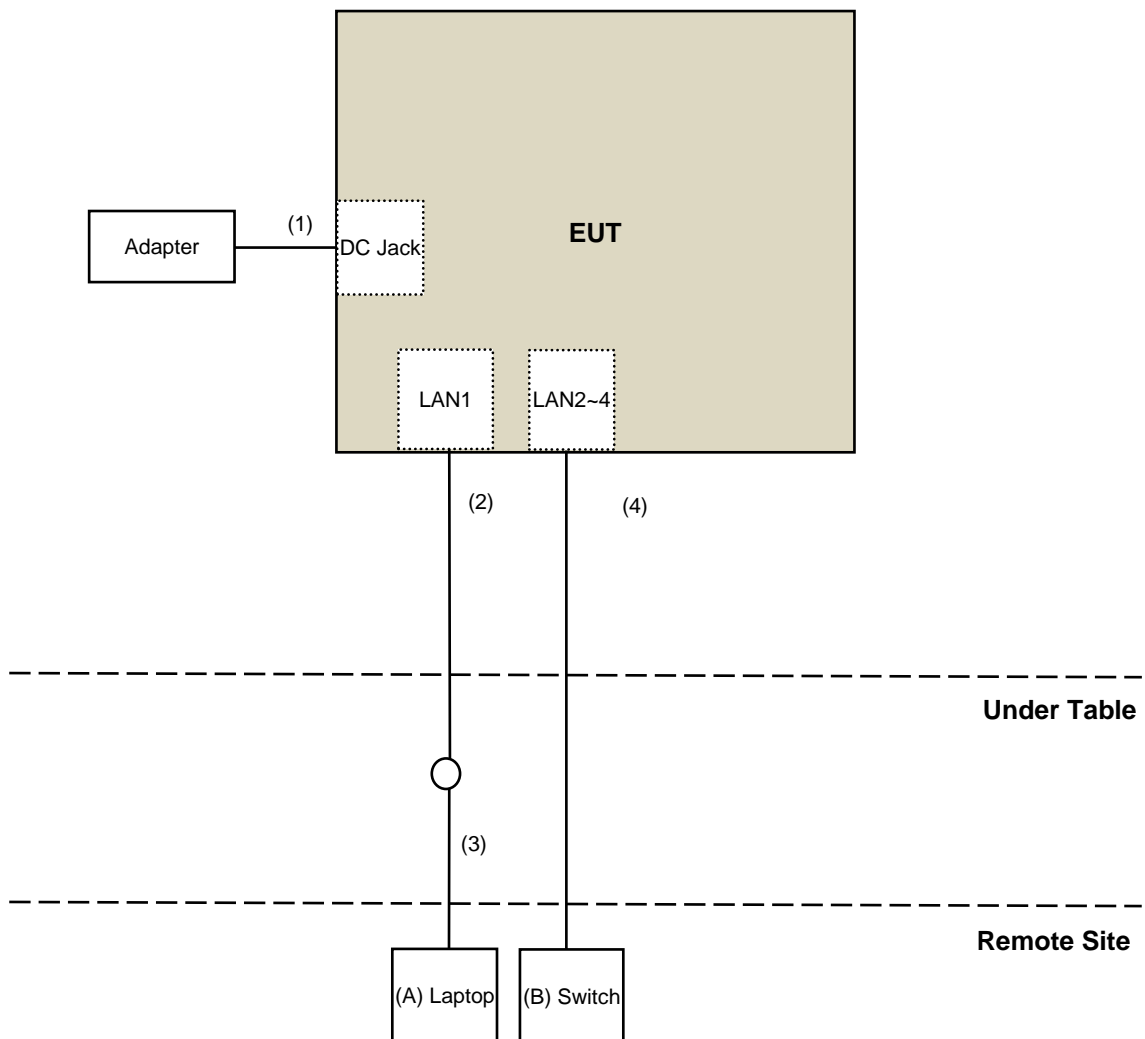 EUT
(1)
Adapter
DC Jack
LAN1
LAN2~4
(2)
(4)
Under Table
(3)
Remote Site
(A) Laptop
(B) Switch